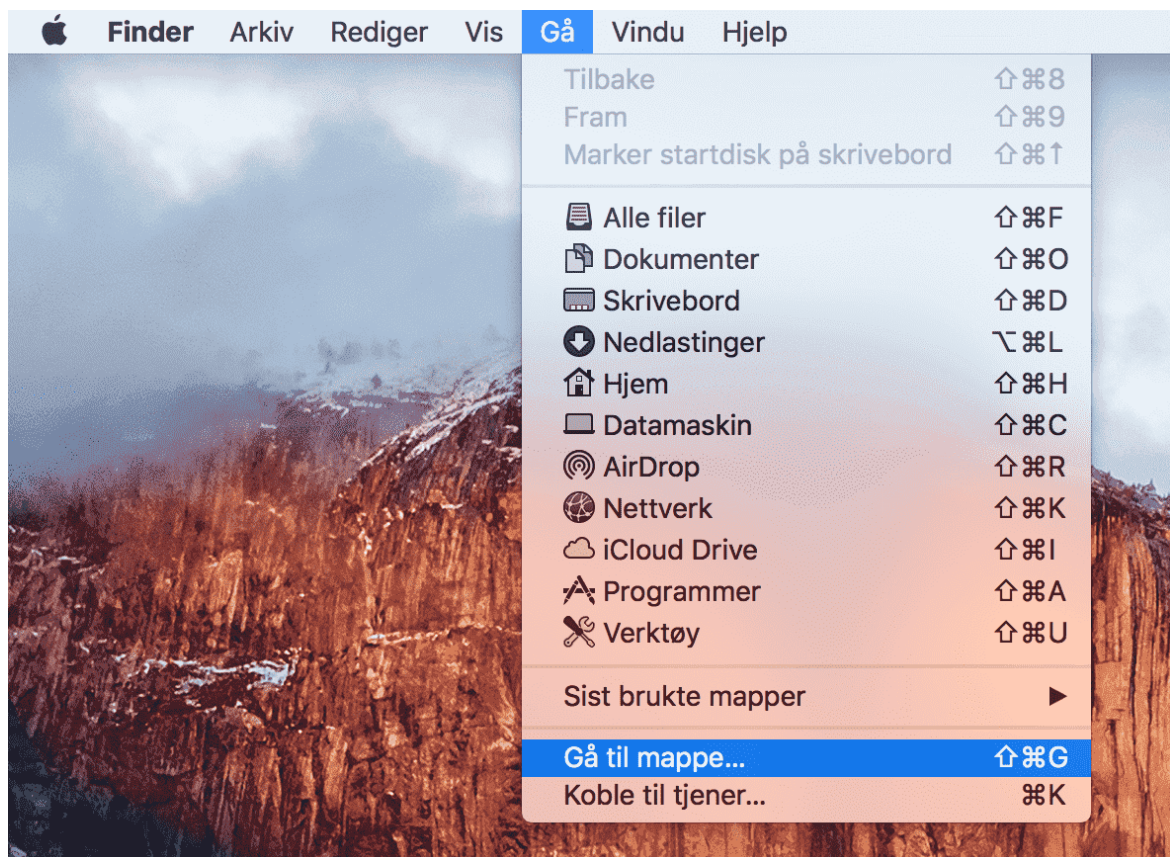 Finder Arkiv Rediger Vis Gå Vindu Hjelp
Tilbake ⇧⌘8
Fram ⇧⌘9
Marker startdisk på skrivebord ⇧⌘↑
Alle filer ⇧⌘F
Dokumenter ⇧⌘O
Skrivebord ⇧⌘D
Nedlastinger ⌥⌘L
Hjem ⇧⌘H
Datamaskin ⇧⌘C
AirDrop ⇧⌘R
Nettverk ⇧⌘K
iCloud Drive ⇧⌘I
Programmer ⇧⌘A
Verktøy ⇧⌘U
Sist brukte mapper ▶
Gå til mappe... ⇧⌘G
Koble til tjener... ⌘K